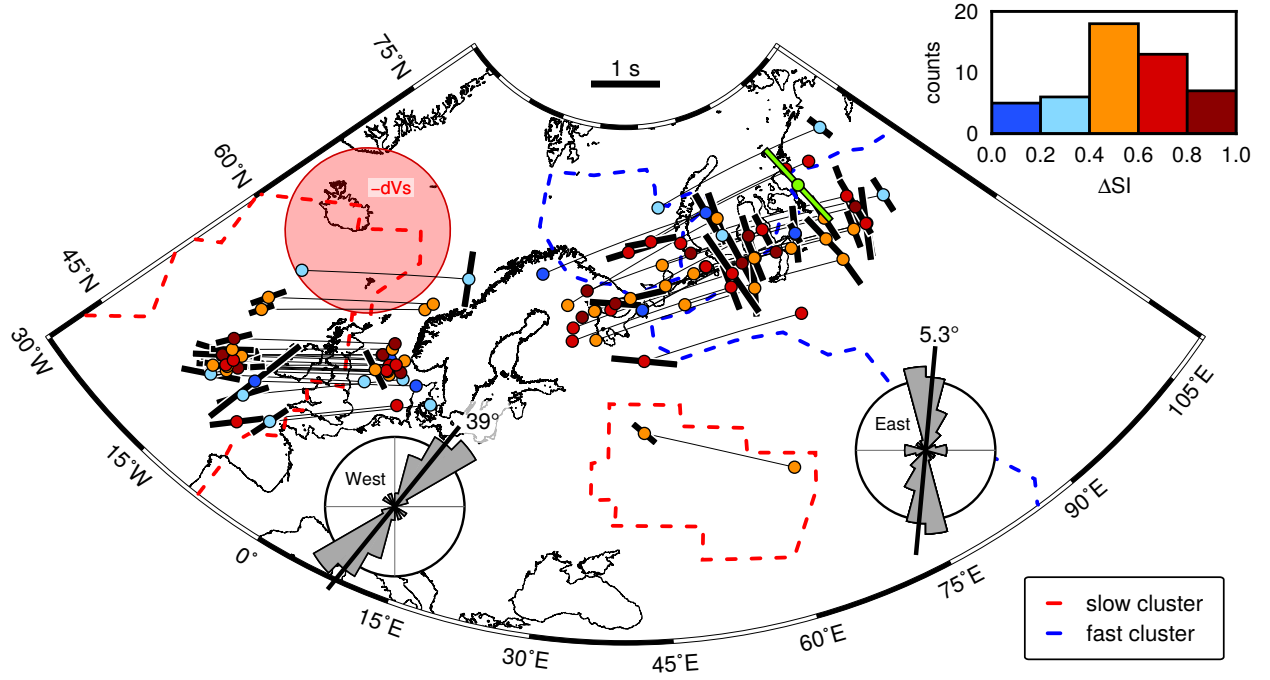 20
10
0
counts
0.0 0.2 0.4 0.6 0.8 1.0
ΔSI
1 s
75˚N
60˚N
45˚N
30˚W
15˚W
0˚
15˚E
30˚E
45˚E
60˚E
75˚E
90˚E
105˚E
−dVs
5.3°
East
39°
West
slow cluster
fast cluster